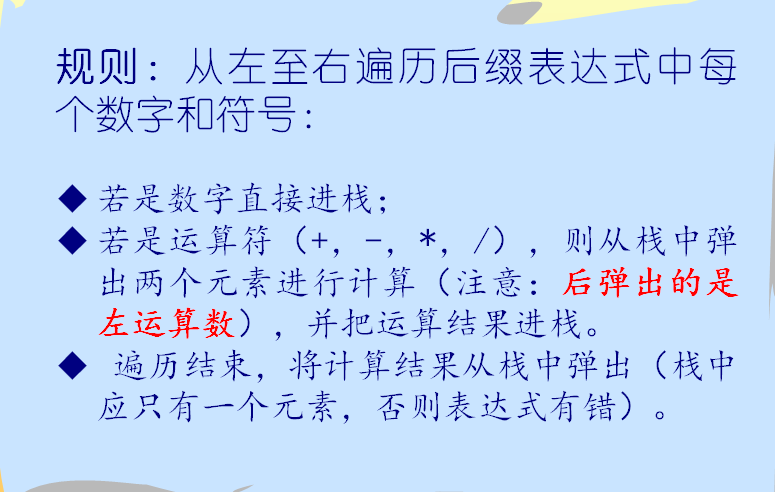 规则：从左至右遍历后缀表达式中每
个数字和符号：
◆ 若是数字直接进栈；
◆ 若是运算符（+，-，*，/），则从栈中弹
出两个元素进行计算（注意：后弹出的是
左运算数），并把运算结果进栈。
◆ 遍历结束，将计算结果从栈中弹出（栈中
应只有一个元素，否则表达式有错）。